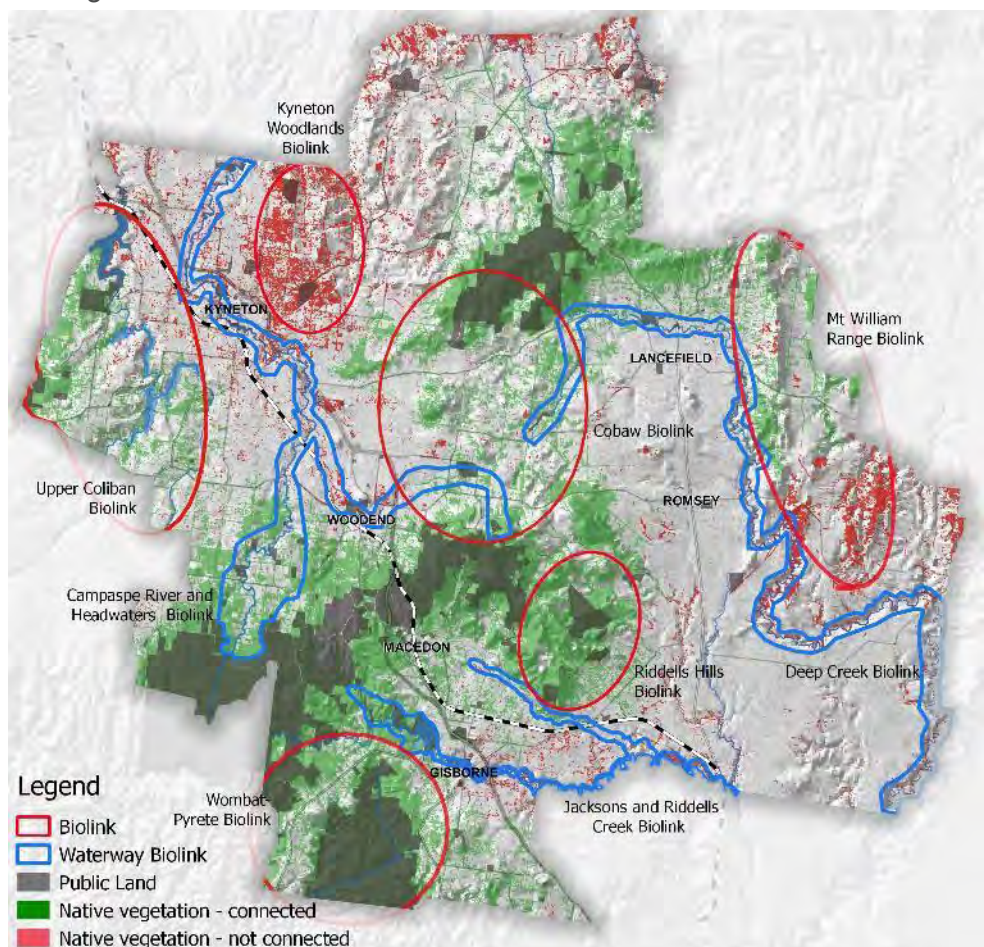 Kyneton
Woodlands
Biolink
KYNETON
Mt William
Range Biolink
LANCEFIELD
Cobaw Biolink
Upper Coliban
Biolink
ROMSEY
WOODEND
Campaspe River and
Headwaters Biolink
MACEDON
Riddells Hills
Biolink
Deep Creek Biolink
GISBORNE
Wombat-
Pyrete Biolink
Jacksons and Riddells
Creek Biolink
Legend
Biolink
Waterway Biolink
Public Land
Native vegetation - connected
Native vegetation - not connected